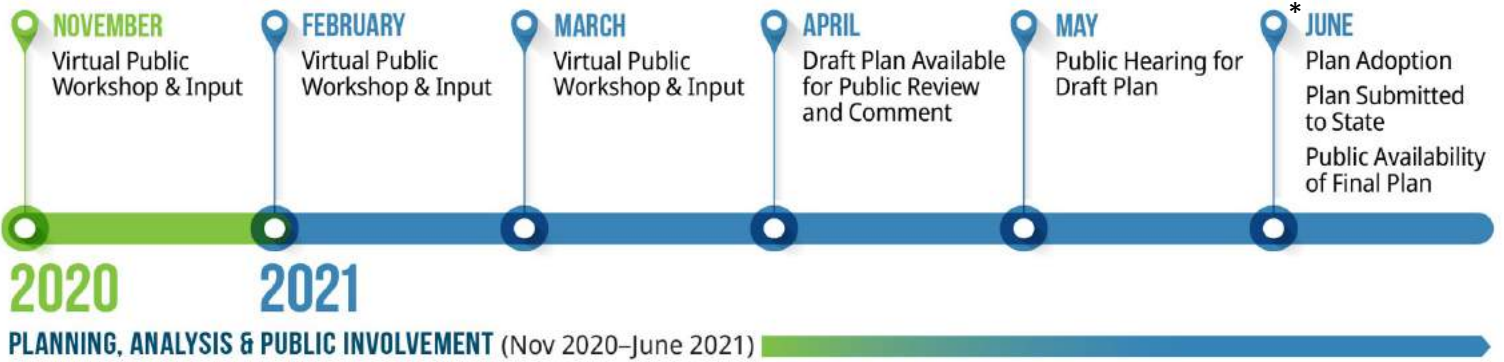 NOVEMBER
Virtual Public
Workshop & Input
FEBRUARY
Virtual Public
Workshop & Input
MARCH
Virtual Public
Workshop & Input
APRIL
Draft Plan Available
for Public Review
and Comment
MAY
Public Hearing for
Draft Plan
* JUNE
Plan Adoption
Plan Submitted
to State
Public Availability
of Final Plan
2020
2021
PLANNING, ANALYSIS & PUBLIC INVOLVEMENT (Nov 2020–June 2021)